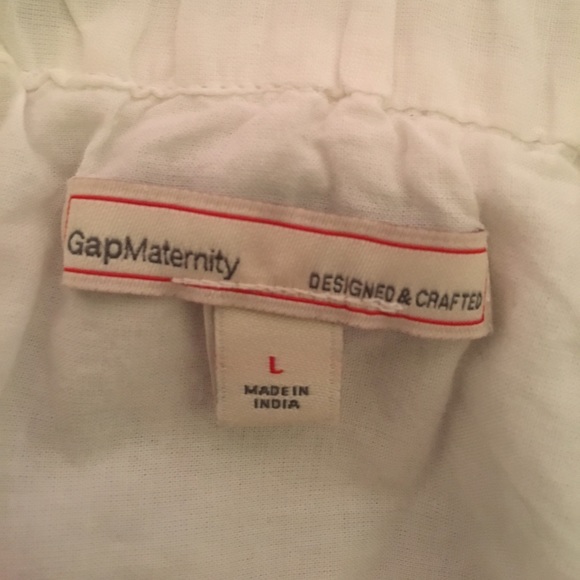 GapMaternity
DESIGNED & CRAFTED
L
MADE IN
INDIA